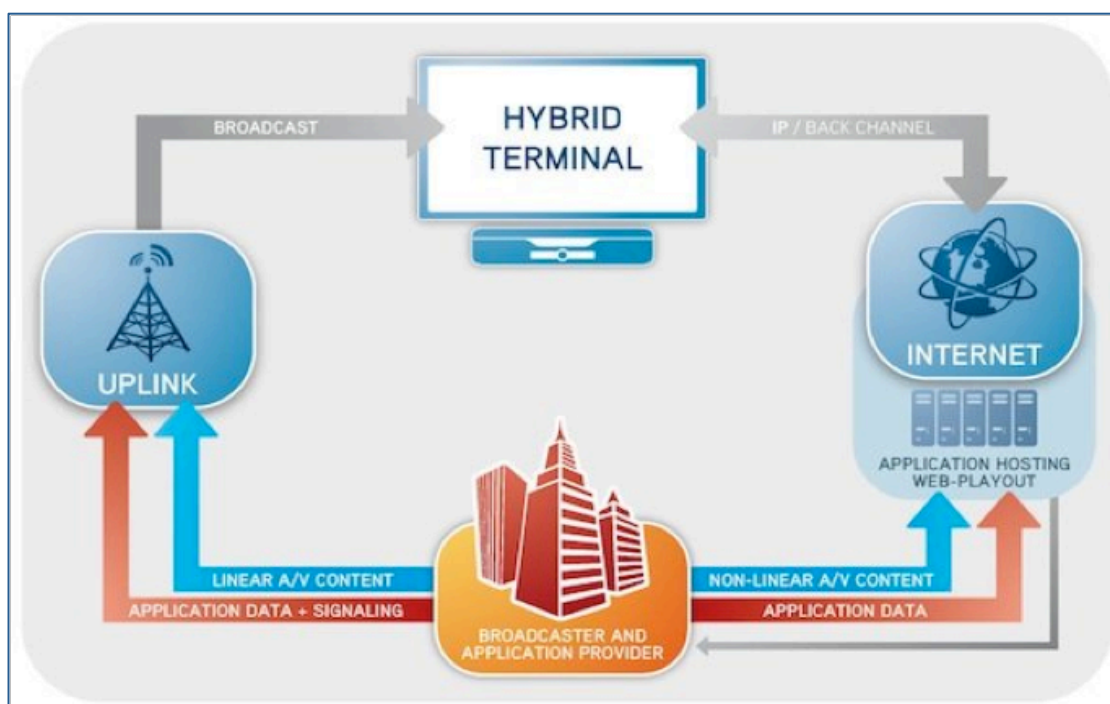 BROADCAST
HYBRID
TERMINAL
IP / BACK CHANNEL
UPLINK
INTERNET
APPLICATION HOSTING
WEB-PLAYOUT
LINEAR A/V CONTENT
NON-LINEAR A/V CONTENT
APPLICATION DATA + SIGNALING
APPLICATION DATA
BROADCASTER AND
APPLICATION PROVIDER